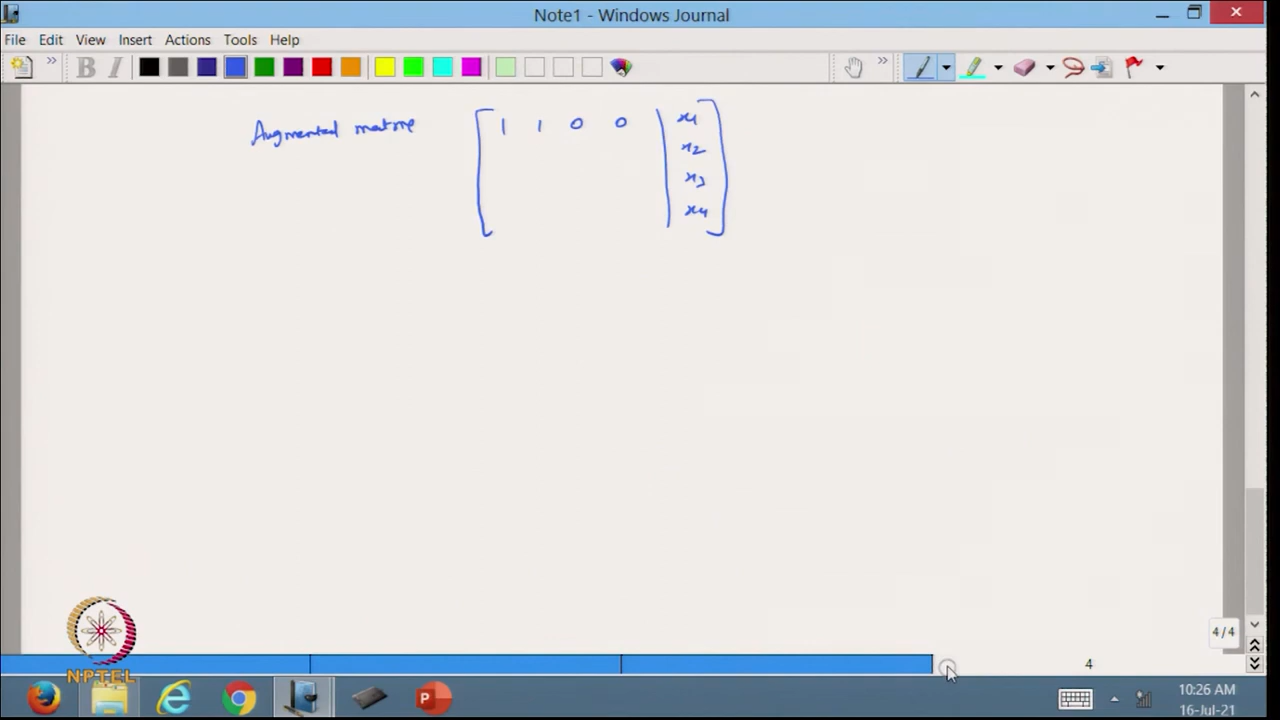 Note1 - Windows Journal
File Edit View Insert Actions Tools Help
B I
Augmented matrix 1 1 0 0 x1
x2
x3
x4
4 / 4
4
NPTEL
10:26 AM
16-Jul-21